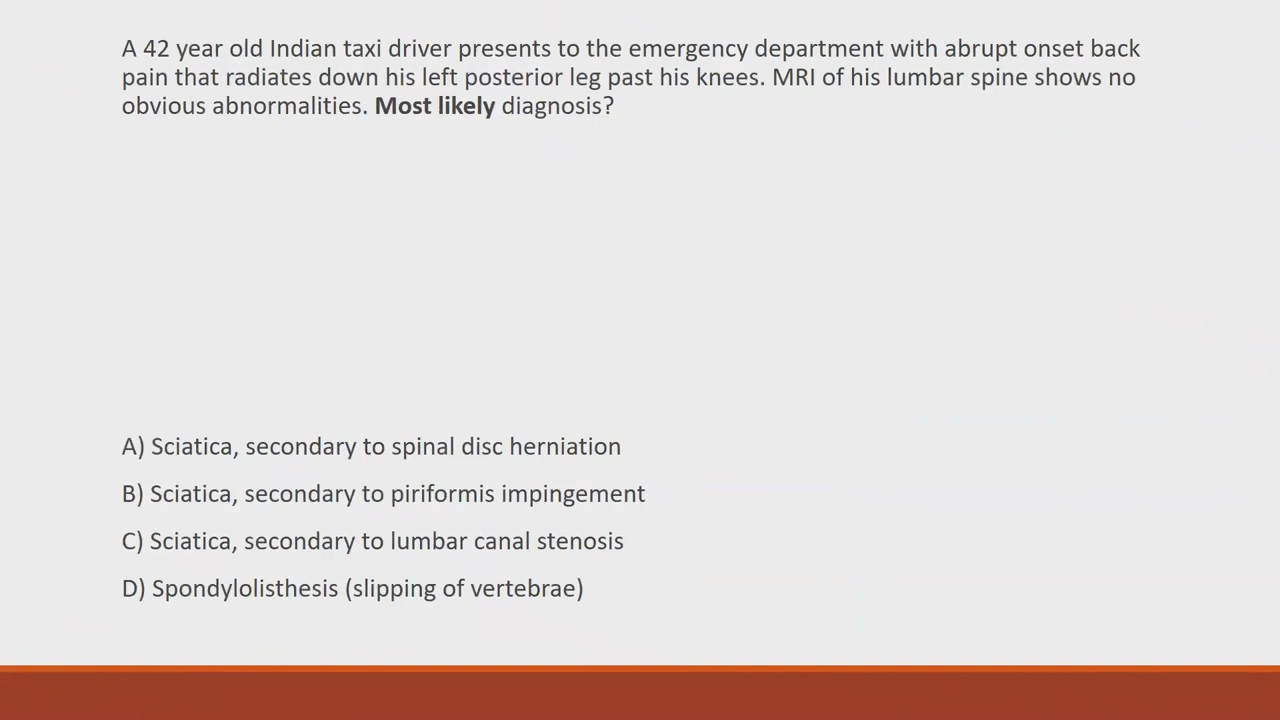 A 42 year old Indian taxi driver presents to the emergency department with abrupt onset back
pain that radiates down his left posterior leg past his knees. MRI of his lumbar spine shows no
obvious abnormalities. Most likely diagnosis?
A) Sciatica, secondary to spinal disc herniation
B) Sciatica, secondary to piriformis impingement
C) Sciatica, secondary to lumbar canal stenosis
D) Spondylolisthesis (slipping of vertebrae)